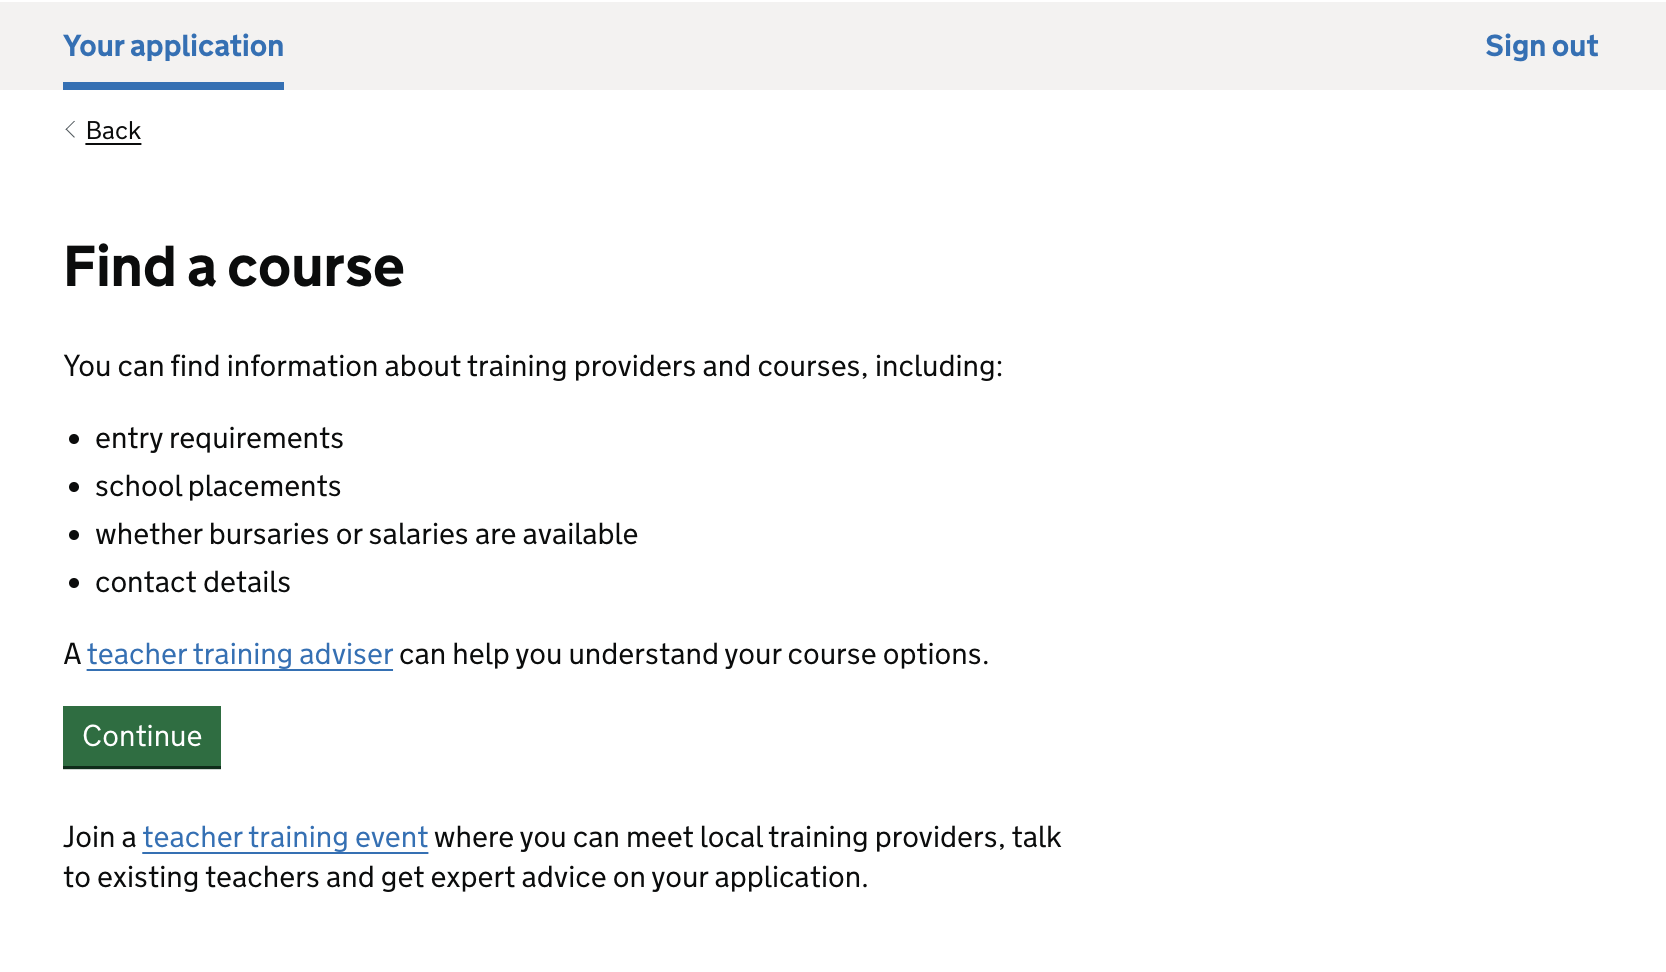 Your application
Sign out
Back
Find a course
You can find information about training providers and courses, including:
entry requirements
school placements
whether bursaries or salaries are available
contact details
A teacher training adviser can help you understand your course options.
Continue
Join a teacher training event where you can meet local training providers, talk
to existing teachers and get expert advice on your application.